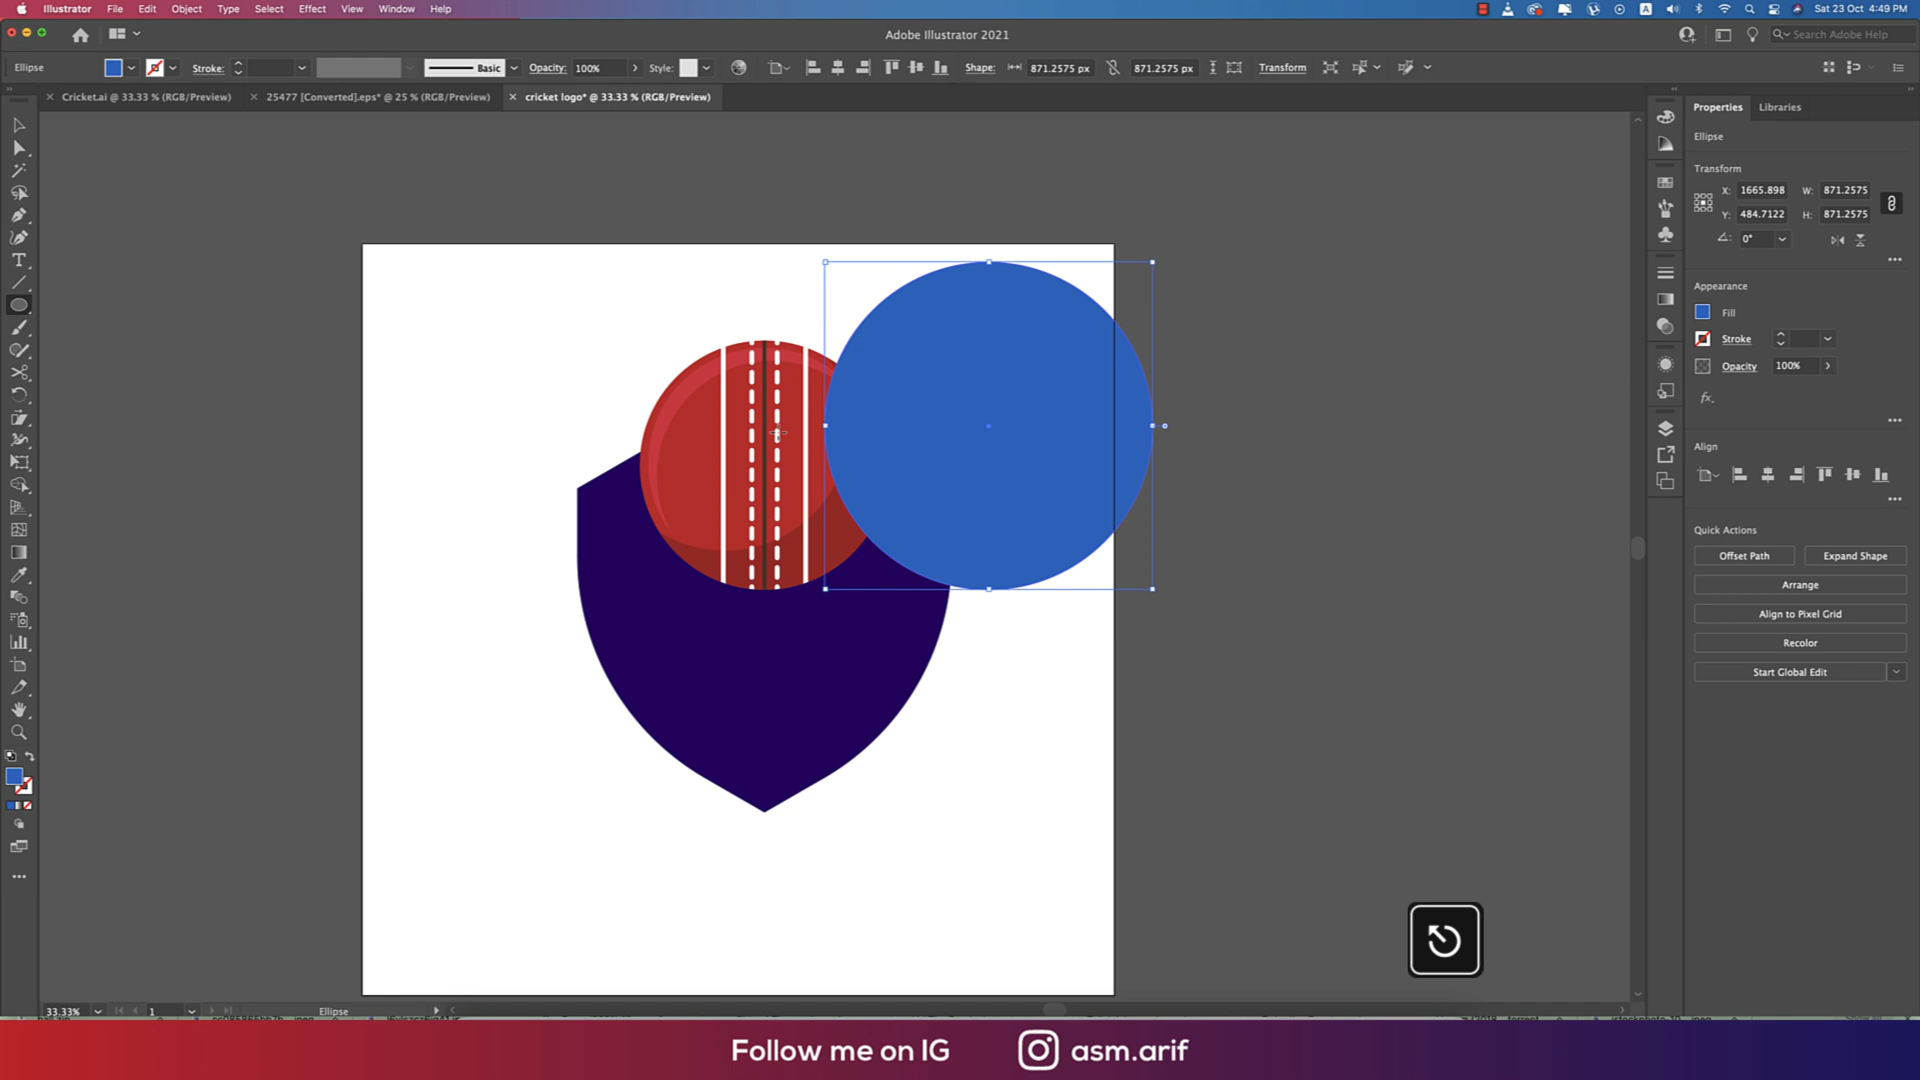 Illustrator File Edit Object Type Select Effect View Window Help
A Sat 23 Oct 4:49 PM
Adobe Illustrator 2021
Search Adobe Help
Ellipse Stroke: Basic Opacity: 100% Style: Shape: 871.2575 px 871.2575 px Transform
Cricket.ai @ 33.33 % (RGB/Preview) 25477 [Converted].eps* @ 25 % (RGB/Preview) cricket logo* @ 33.33 % (RGB/Preview)
Properties Libraries
Ellipse
Transform
X: 1665.898 W: 871.2575
Y: 484.7122 H: 871.2575
0°
Appearance
Fill
Stroke
Opacity 100%
fx.
Align
Quick Actions
Offset Path Expand Shape
Arrange
Align to Pixel Grid
Recolor
Start Global Edit
33.33% 1 Ellipse
Follow me on IG asm.arif